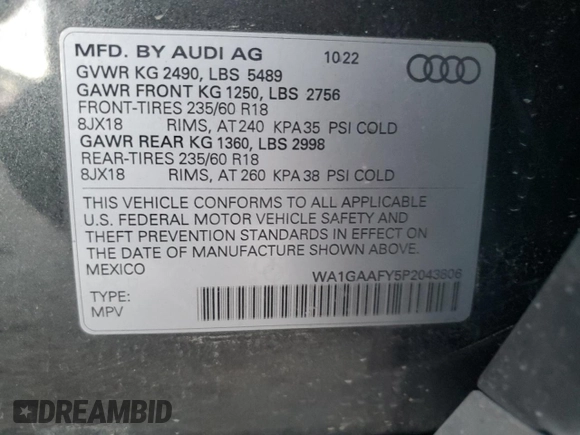 MFD. BY AUDI AG 1022
GVWR KG 2490, LBS 5489
GAWR FRONT KG 1250, LBS 2756
FRONT-TIRES 235/60 R18
8JX18 RIMS, AT 240 KPA 35 PSI COLD
GAWR REAR KG 1360, LBS 2998
REAR-TIRES 235/60 R18
8JX18 RIMS, AT 260 KPA 38 PSI COLD
THIS VEHICLE CONFORMS TO ALL APPLICABLE
U.S. FEDERAL MOTOR VEHICLE SAFETY AND
THEFT PREVENTION STANDARDS IN EFFECT ON
THE DATE OF MANUFACTURE SHOWN ABOVE.
MEXICO
WA1GAAFY5P2043806
TYPE:
MPV
DREAMBID